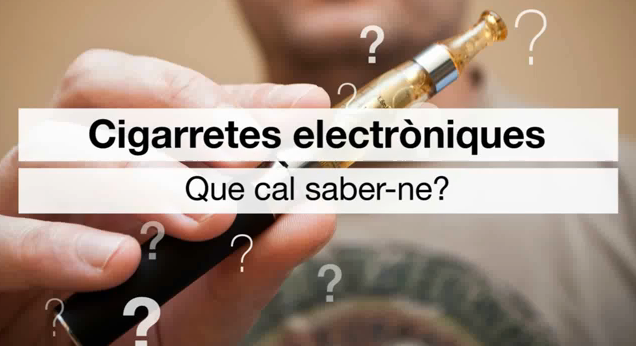 Cigarretes electròniques
Que cal saber-ne?